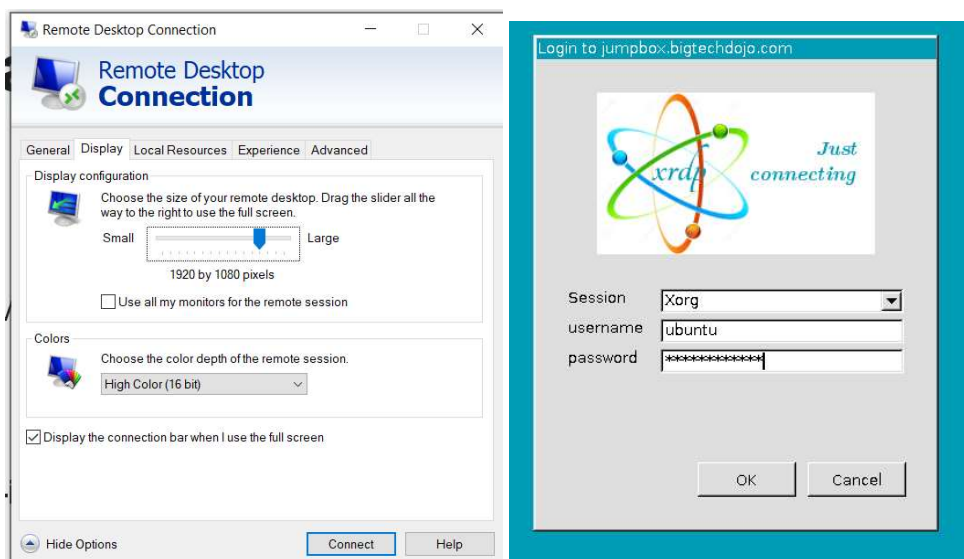 Remote Desktop Connection
Remote Desktop
Connection
General Display Local Resources Experience Advanced
Display configuration
Choose the size of your remote desktop. Drag the slider all the
way to the right to use the full screen.
Small Large
1920 by 1080 pixels
Use all my monitors for the remote session
Colors
Choose the color depth of the remote session.
High Color (16 bit)
Display the connection bar when I use the full screen
Hide Options Connect Help
Login to jumpbox.bigtechdojo.com
xrdp
Just
connecting
Session Xorg
username ubuntu
password *************
OK Cancel